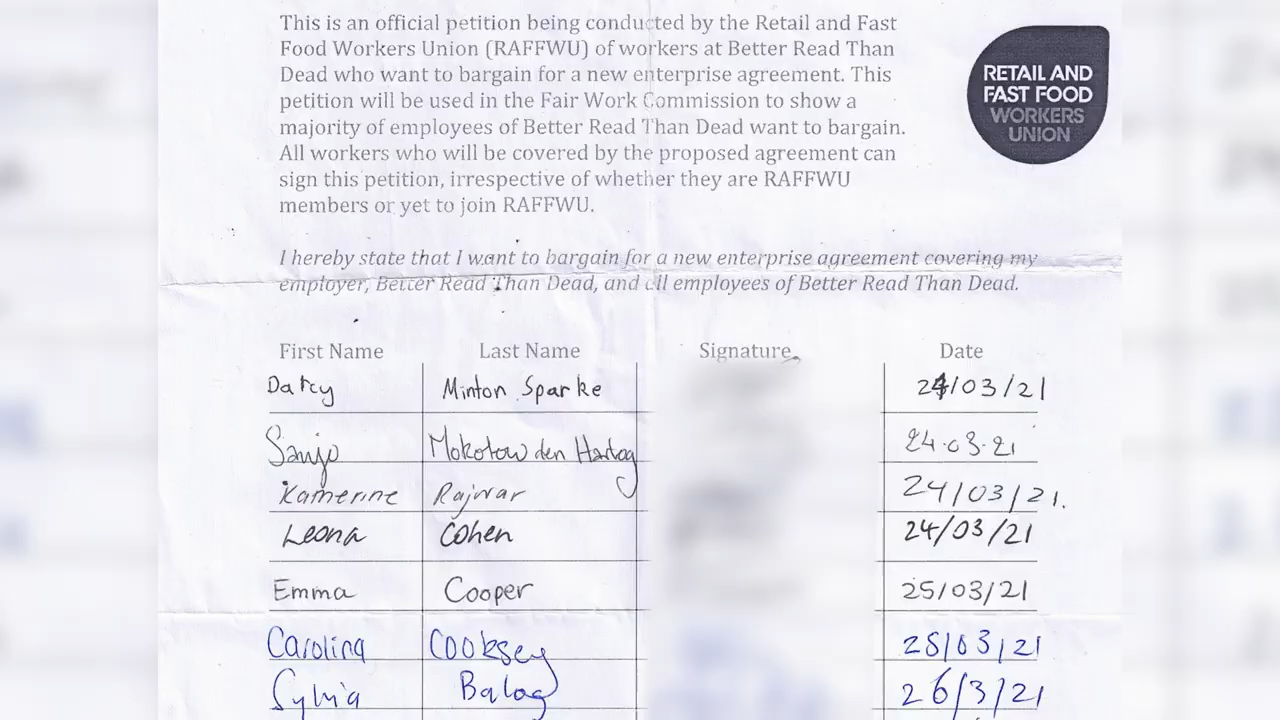 This is an official petition being conducted by the Retail and Fast
Food Workers Union (RAFFWU) of workers at Better Read Than
Dead who want to bargain for a new enterprise agreement. This
petition will be used in the Fair Work Commission to show a
majority of employees of Better Read Than Dead want to bargain.
All workers who will be covered by the proposed agreement can
sign this petition, irrespective of whether they are RAFFWU
members or yet to join RAFFWU.
RETAIL AND
FAST FOOD
WORKERS
UNION
I hereby state that I want to bargain for a new enterprise agreement covering my
employer, Better Read Than Dead, and all employees of Better Read Than Dead.
First Name Last Name Signature Date
Minton Sparke 24/03/21
Mokotow den Hartog 24.03.21
Rajwar 24/03/21.
Leona Cohen 24/03/21
Emma Cooper 25/03/21
Carolina Cooksey 25/03/21
Sylvia Balog 26/3/21